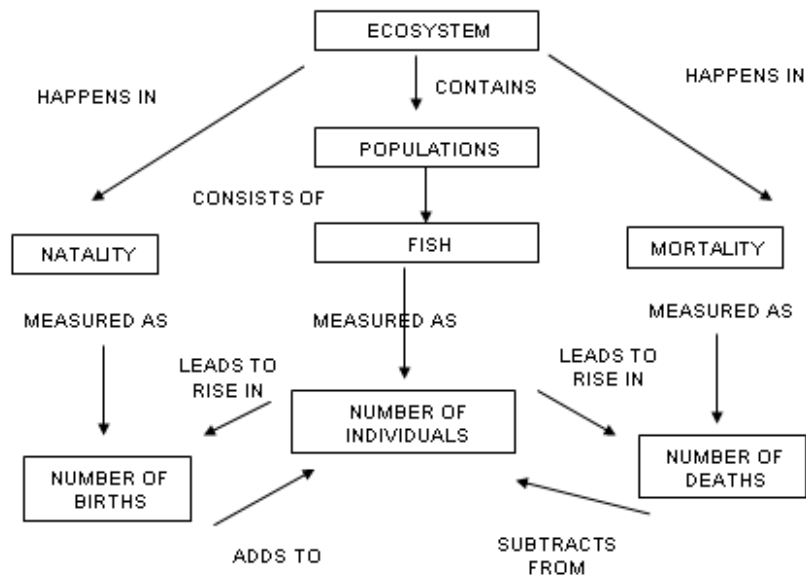 ECOSYSTEM
HAPPENS IN
CONTAINS
HAPPENS IN
POPULATIONS
CONSISTS OF
NATALITY
FISH
MORTALITY
MEASURED AS
MEASURED AS
MEASURED AS
LEADS TO
RISE IN
LEADS TO
RISE IN
NUMBER OF
INDIVIDUALS
NUMBER OF
BIRTHS
NUMBER OF
DEATHS
ADDS TO
SUBTRACTS
FROM